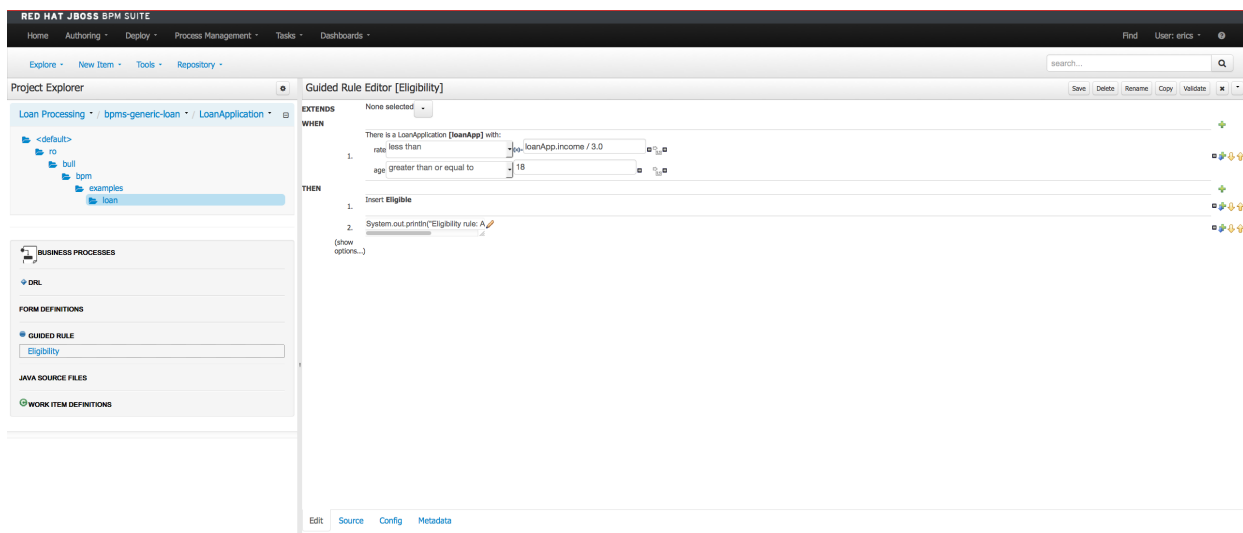 RED HAT JBOSS BPM SUITE
Home Authoring Deploy Process Management Tasks Dashboards Find User: erics
Explore New Item Tools Repository search...
Project Explorer
Loan Processing / bpms-generic-loan / LoanApplication
<default>
ro
bull
bpm
examples
loan
BUSINESS PROCESSES
DRL
FORM DEFINITIONS
GUIDED RULE
Eligibility
JAVA SOURCE FILES
WORK ITEM DEFINITIONS
Guided Rule Editor [Eligibility] Save Delete Rename Copy Validate
EXTENDS None selected
WHEN
There is a LoanApplication [loanApp] with:
1.
rate less than loanApp.income / 3.0
age greater than or equal to 18
THEN
1. Insert Eligible
2. System.out.println("Eligibility rule: A
(show
options...)
Edit Source Config Metadata